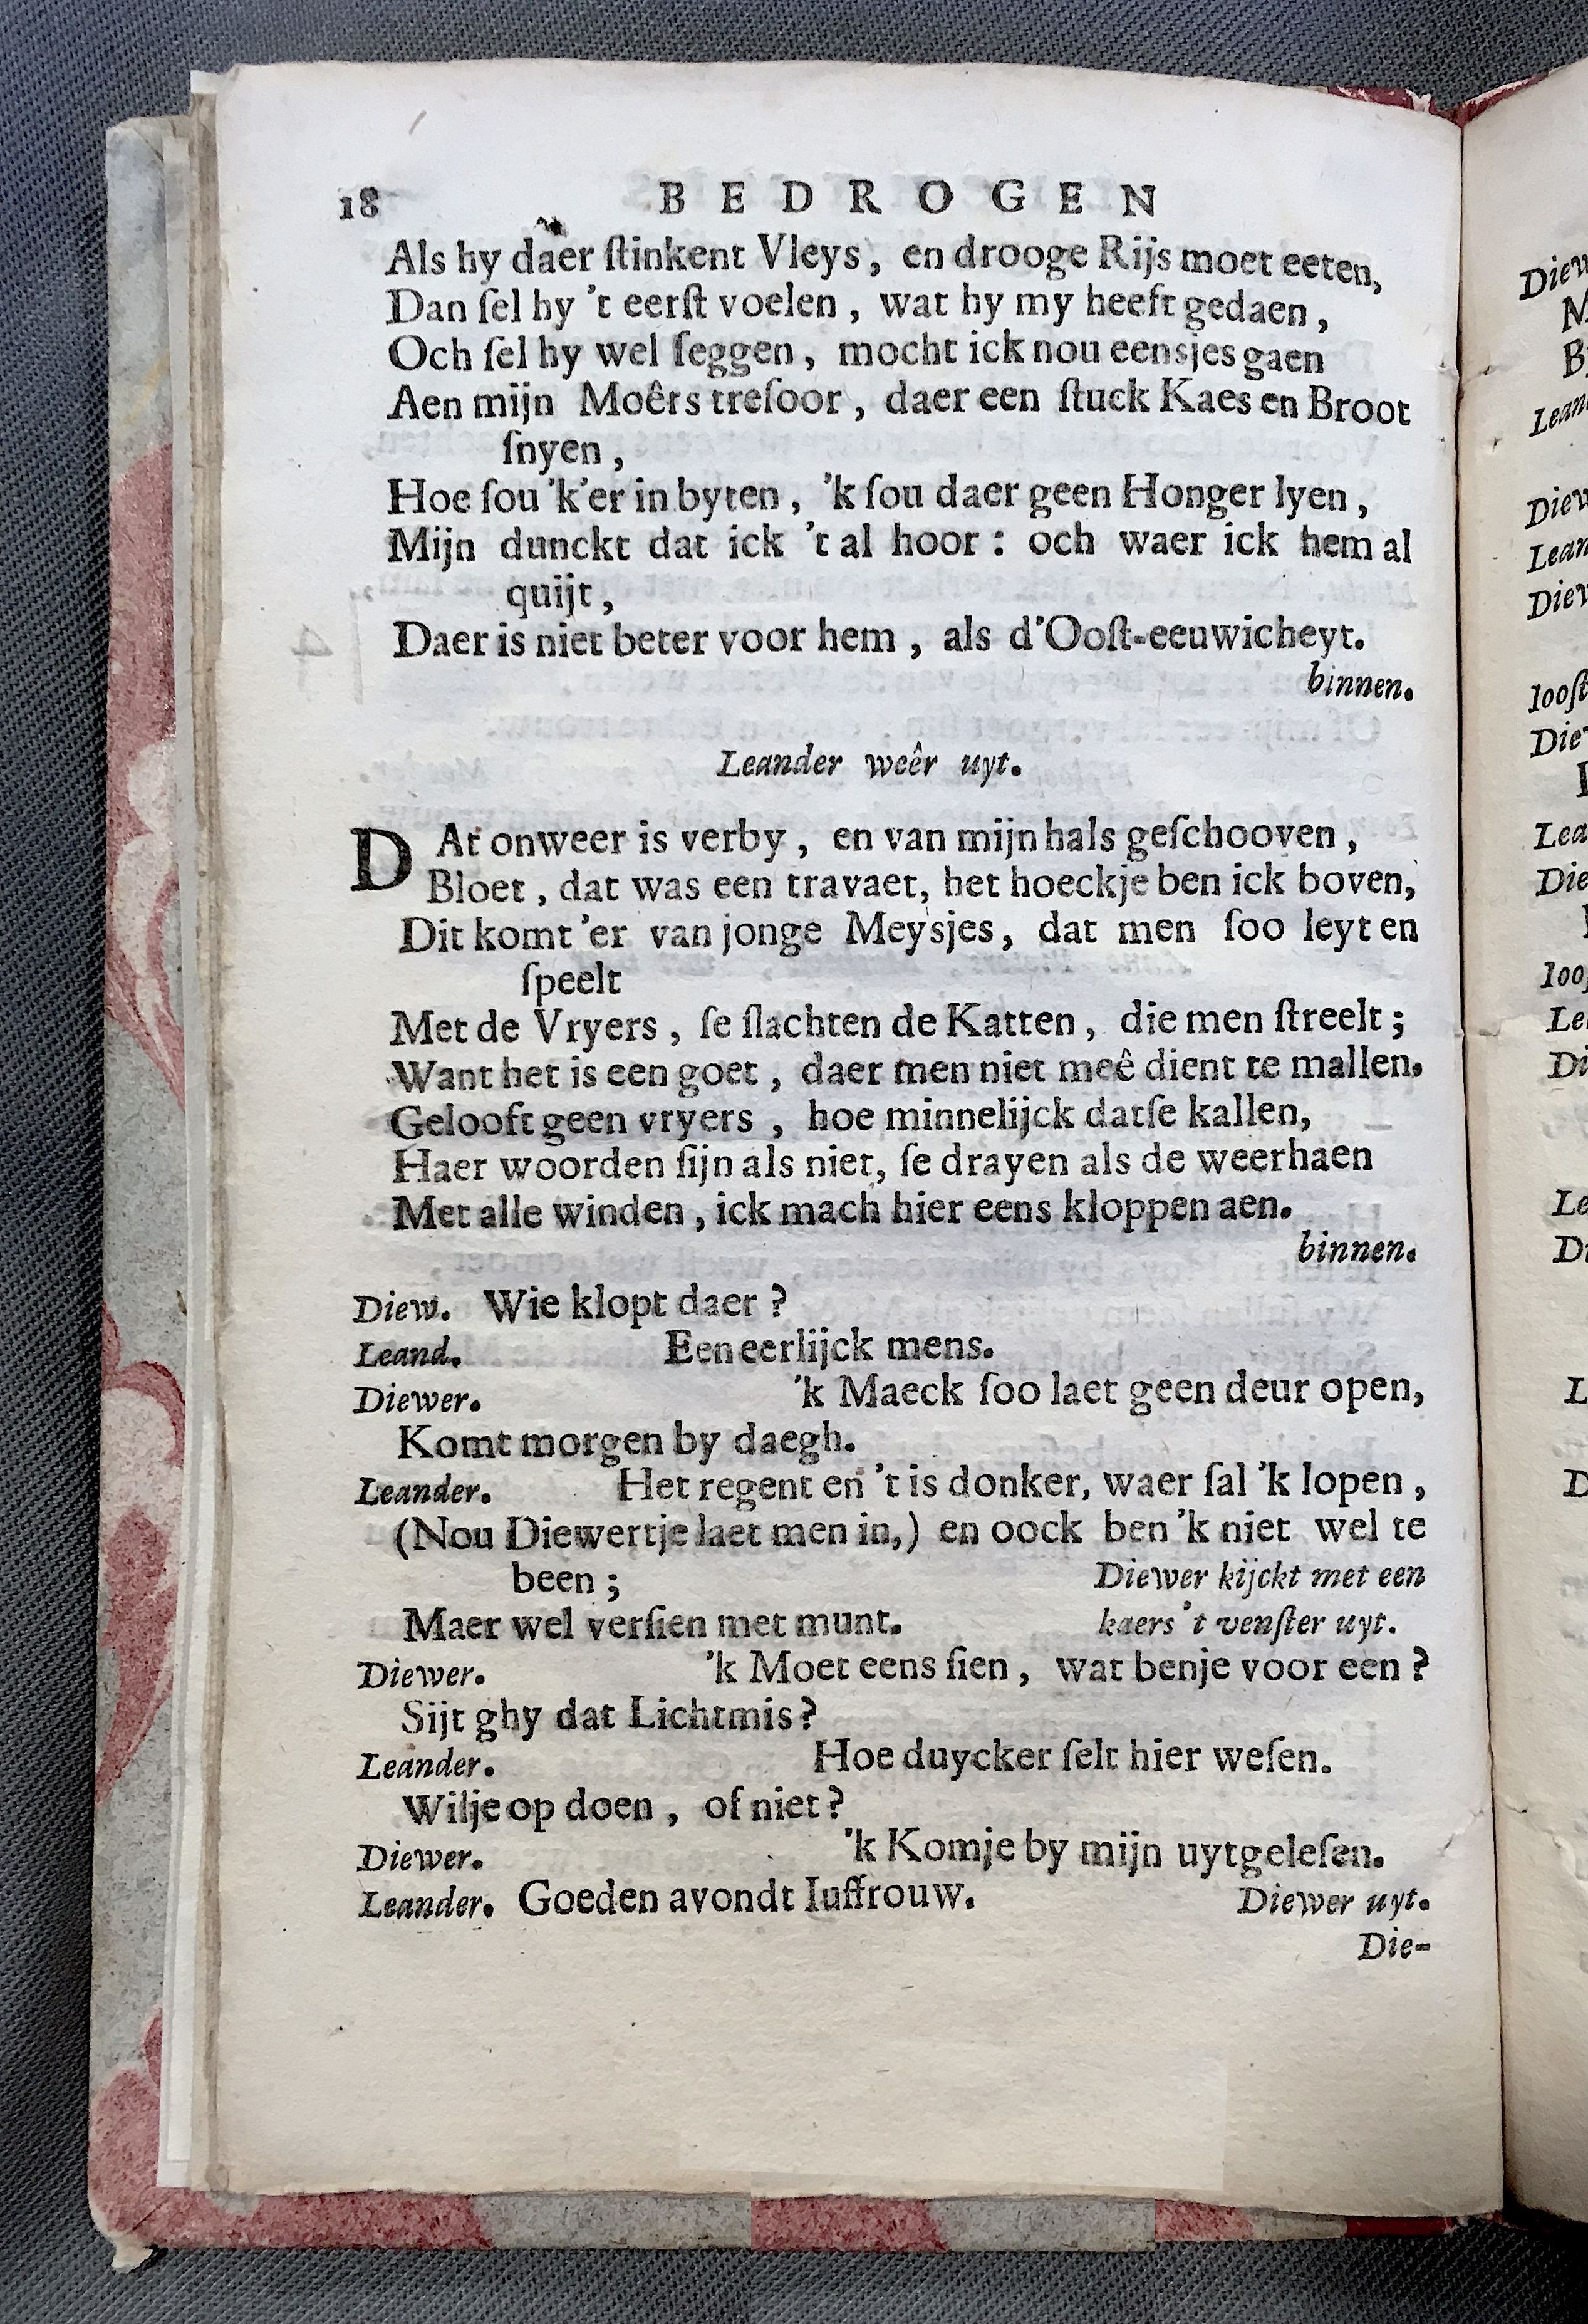 18 BEDROGEN
Als hy daer ſtinkent Vleys, en drooge Rijs moet eeten,
Dan ſel hy 't eerſt voelen, wat hy my heeft gedaen,
Och ſel hy wel ſeggen, mocht ick nou eensjes gaen
Aen mijn Moêrs treſoor, daer een ſtuck Kaes en Broot
ſnyen,
Hoe ſou 'k'er in byten, 'k ſou daer geen Honger lyen,
Mijn dunckt dat ick 't al hoor: och waer ick hem al
quijt,
Daer is niet beter voor hem, als d'Ooſt-eeuwicheyt.
binnen.
Leander weêr uyt.
DAt onweer is verby, en van mijn hals geſchooven,
Bloet, dat was een travaet, het hoeckje ben ick boven,
Dit komt 'er van jonge Meysjes, dat men ſoo leyt en
ſpeelt
Met de Vryers, ſe ſlachten de Katten, die men ſtreelt;
Want het is een goet, daer men niet meê dient te mallen.
Gelooft geen vryers, hoe minnelijck datſe kallen,
Haer woorden ſijn als niet, ſe drayen als de weerhaen
Met alle winden, ick mach hier eens kloppen aen.
binnen.
Diew. Wie klopt daer?
Leand. Een eerlijck mens.
Diewer. 'k Maeck ſoo laet geen deur open,
Komt morgen by daegh.
Leander. Het regent en 't is donker, waer ſal 'k lopen,
(Nou Diewertje laet men in,) en oock ben 'k niet wel te
been; Diewer kijckt met een
Maer wel verſien met munt. kaers 't venſter uyt.
Diewer. 'k Moet eens ſien, wat benje voor een?
Sijt ghy dat Lichtmis?
Leander. Hoe duycker ſelt hier weſen.
Wilje op doen, of niet?
Diewer. 'k Komje by mijn uytgeleſen.
Leander. Goeden avondt Iuffrouw. Diewer uyt.
Die-